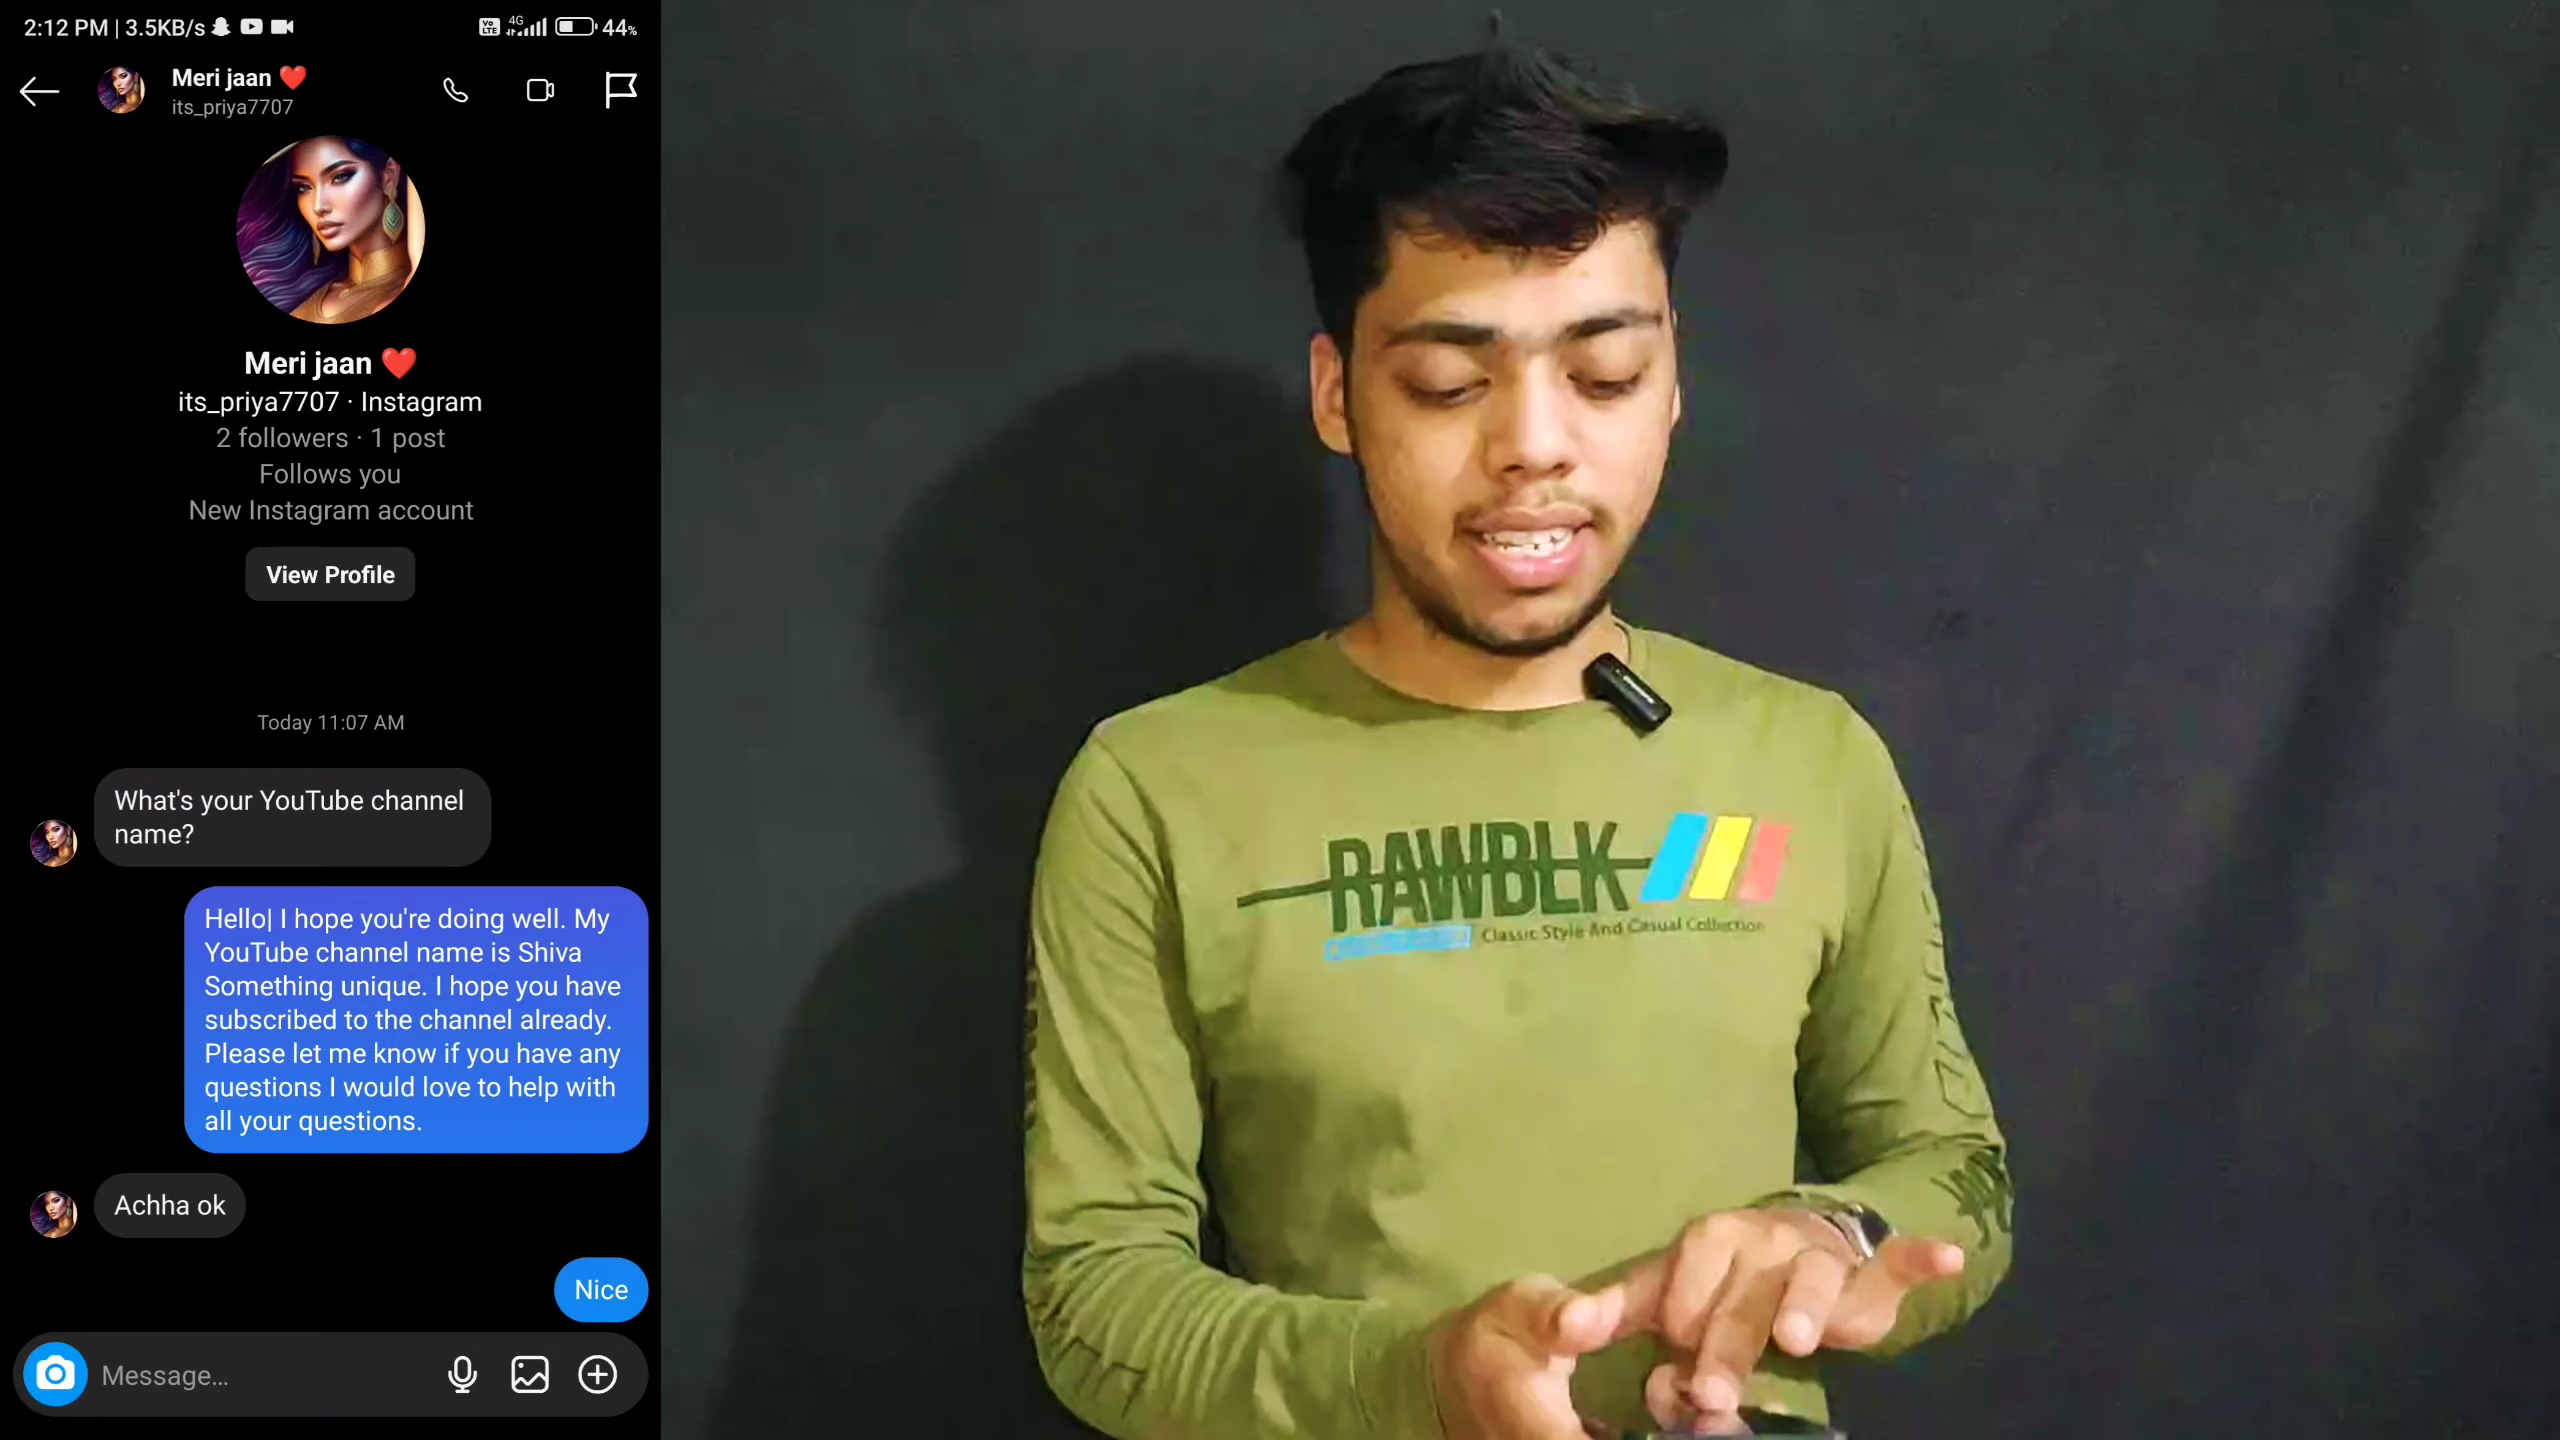 2:12 PM | 3.5KB/s
Vo LTE 4G 44%
Meri jaan ❤️
its_priya7707
Meri jaan ❤️
its_priya7707 · Instagram
2 followers · 1 post
Follows you
New Instagram account
View Profile
Today 11:07 AM
What's your YouTube channel
name?
Hello| I hope you're doing well. My
YouTube channel name is Shiva
Something unique. I hope you have
subscribed to the channel already.
Please let me know if you have any
questions I would love to help with
all your questions.
Achha ok
Nice
Message...
RAWBLK
Classic Style And Casual Collection